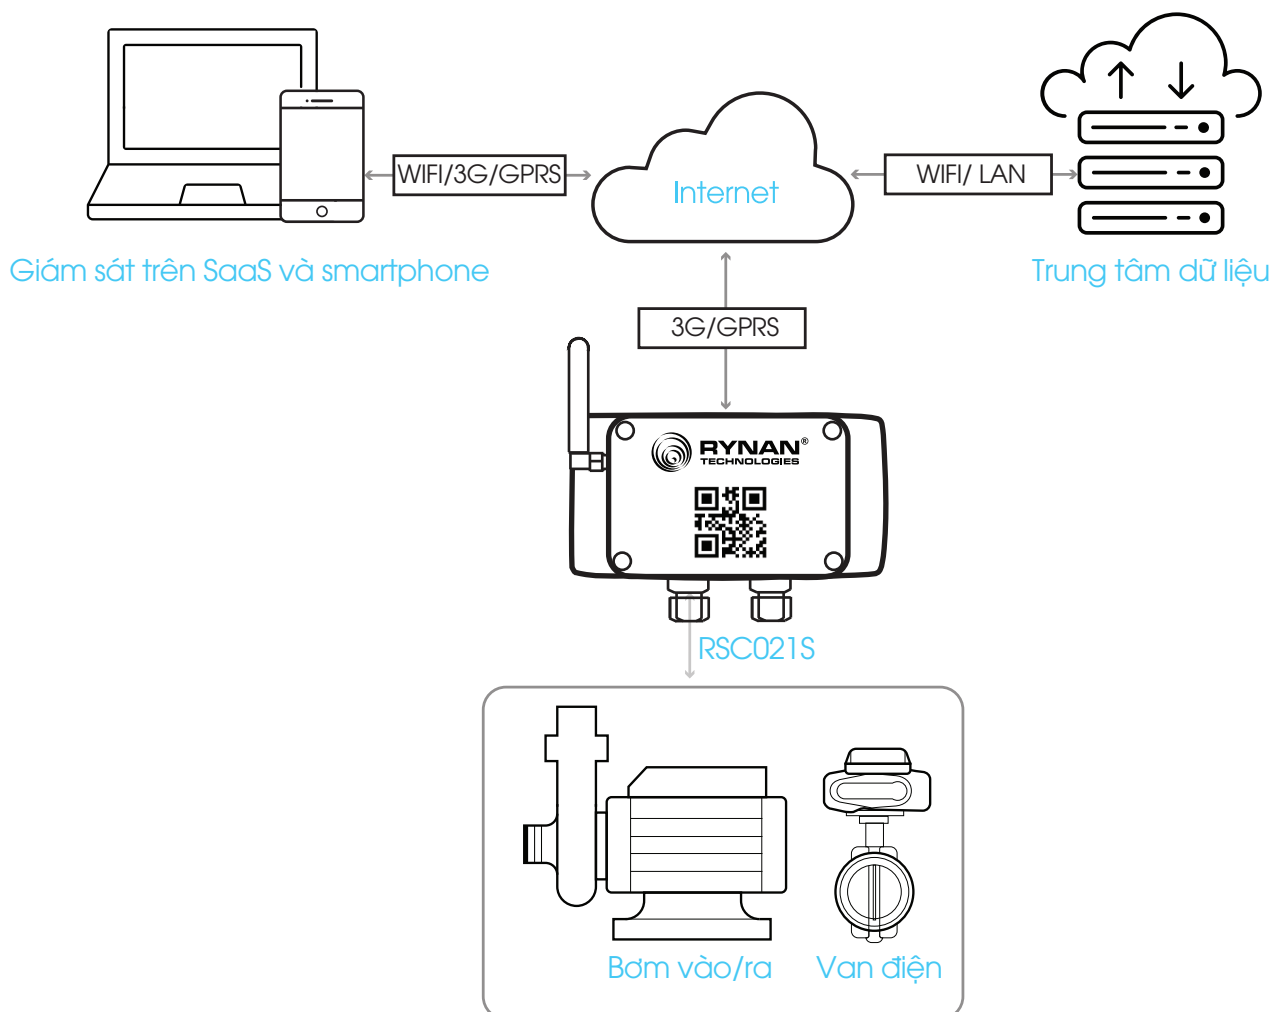 WIFI/3G/GPRS
Internet
WIFI/ LAN
Giám sát trên SaaS và smartphone
Trung tâm dữ liệu
3G/GPRS
RYNAN®
TECHNOLOGIES
RSC021S
Bơm vào/ra
Van điện